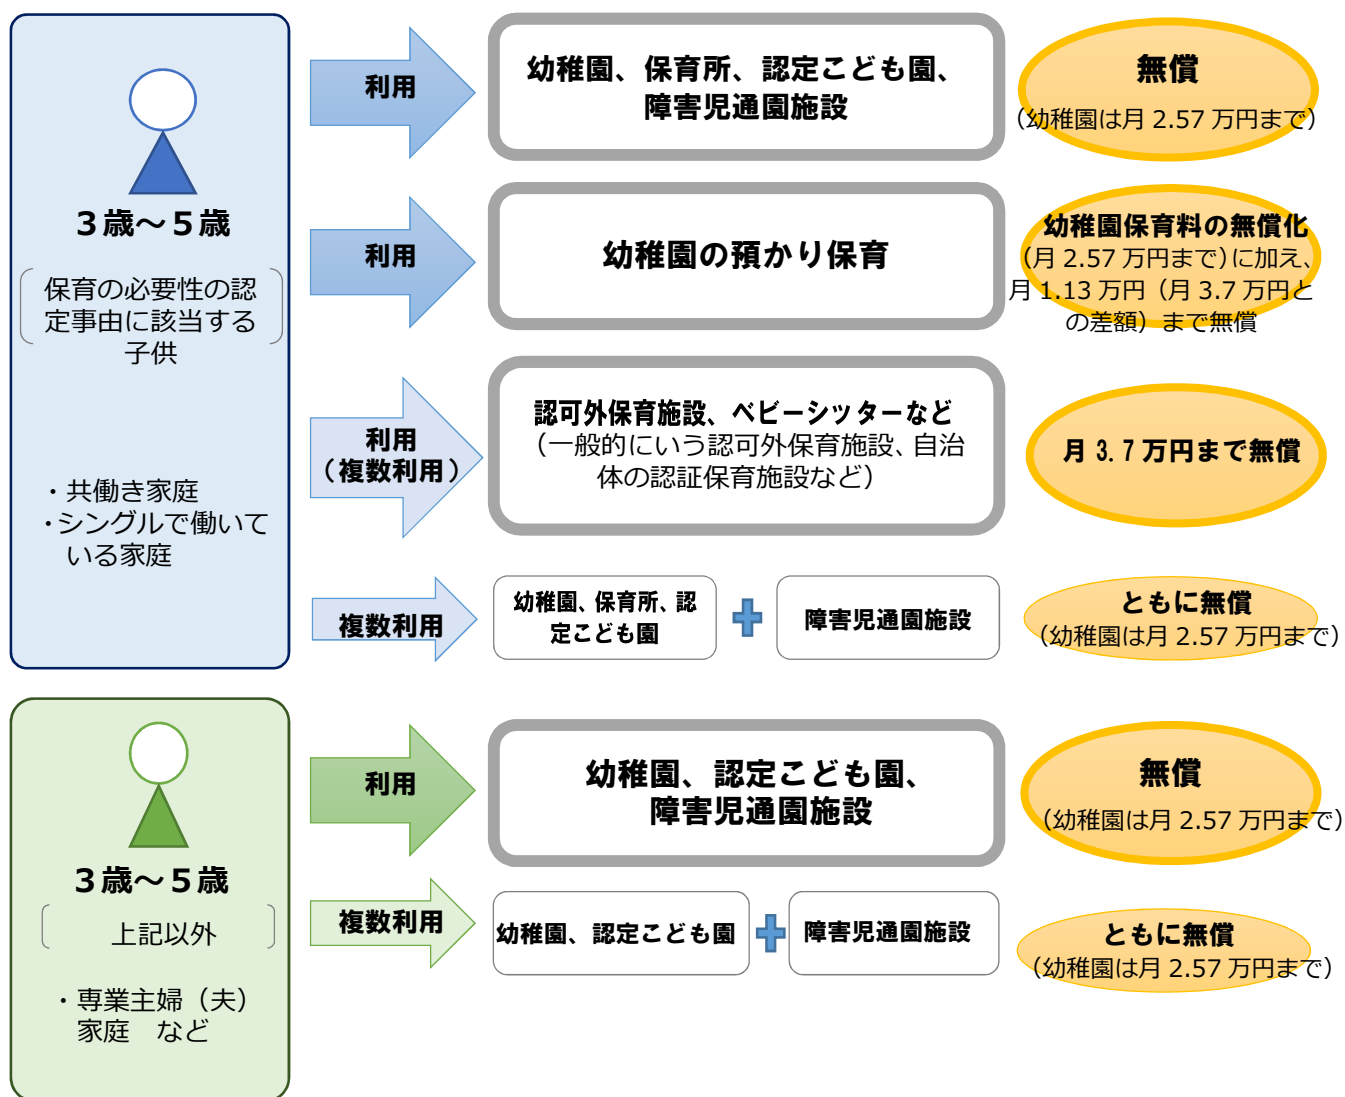 ３歳～５歳
保育の必要性の認
定事由に該当する
子供
・共働き家庭
・シングルで働いて
いる家庭
利用
幼稚園、保育所、認定こども園、
障害児通園施設
無償
（幼稚園は月 2.57 万円まで）
利用
幼稚園の預かり保育
幼稚園保育料の無償化
（月 2.57 万円まで）に加え、
月 1.13 万円（月 3.7 万円と
の差額）まで無償
利用
（複数利用）
認可外保育施設、ベビーシッターなど
（一般的にいう認可外保育施設、自治
体の認証保育施設など）
月 3.7 万円まで無償
複数利用
幼稚園、保育所、認
定こども園
障害児通園施設
ともに無償
（幼稚園は月 2.57 万円まで）
３歳～５歳
上記以外
・専業主婦（夫）
家庭　など
利用
幼稚園、認定こども園、
障害児通園施設
無償
（幼稚園は月 2.57 万円まで）
複数利用
幼稚園、認定こども園
障害児通園施設
ともに無償
（幼稚園は月 2.57 万円まで）